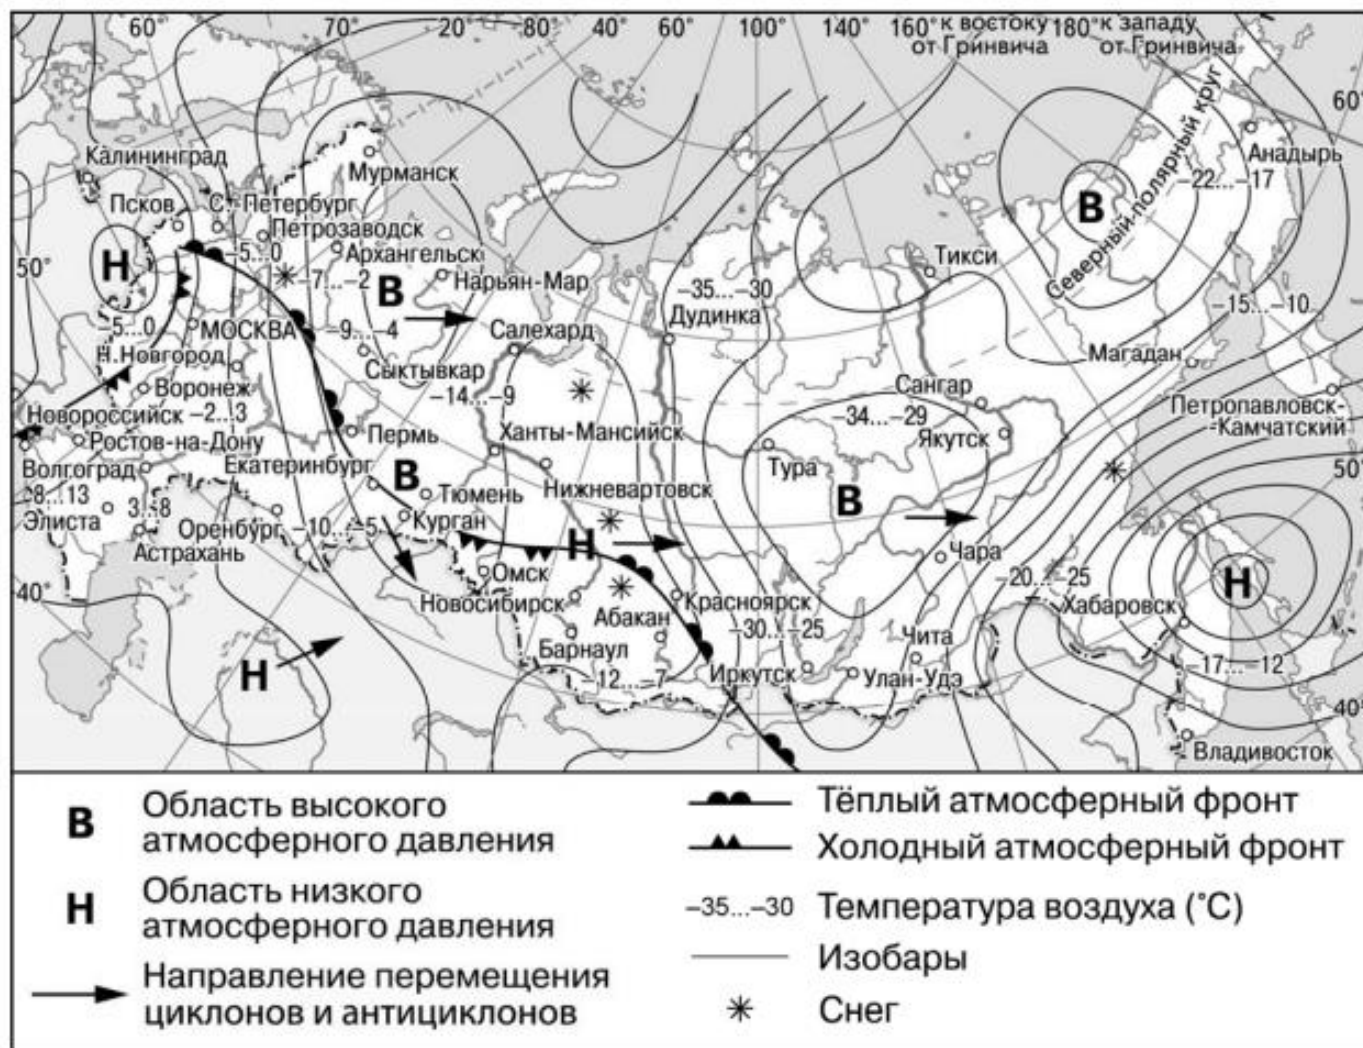 60° 70° 20° 80° 40° 60° 100° 140° 160° к востоку 180° к западу
от Гринвича от Гринвича
60°
Северный полярный круг
Калининград
Мурманск
Анадырь
-22...-17
В
Псков
С.-Петербург
Петрозаводск
-5...0
Архангельск
Тикси
50°
Н
-7...-2
В
Нарьян-Мар
-35...-30
Дудинка
-15...-10
-5...0
МОСКВА
-9...-4
Салехард
Магадан
Н.Новгород
Сыктывкар
Воронеж
-14...-9
Сангар
-34...-29
Петропавловск-
-Камчатский
Новороссийск
-2...3
Ростов-на-Дону
Пермь
Ханты-Мансийск
Якутск
Тура
50°
Волгоград
Екатеринбург
В
Тюмень
Нижневартовск
В
8...13
Элиста
3...8
Оренбург
-10...-5
Курган
Н
Чара
Астрахань
Омск
-20...-25
Н
40°
Новосибирск
Абакан
Красноярск
Хабаровск
-30...-25
Чита
Н
Барнаул
Иркутск
Улан-Удэ
-17...-12
-12...-7
40°
Владивосток
В Область высокого
атмосферного давления
Н Область низкого
атмосферного давления
Направление перемещения
циклонов и антициклонов
Тёплый атмосферный фронт
Холодный атмосферный фронт
-35...-30 Температура воздуха (°С)
Изобары
Снег